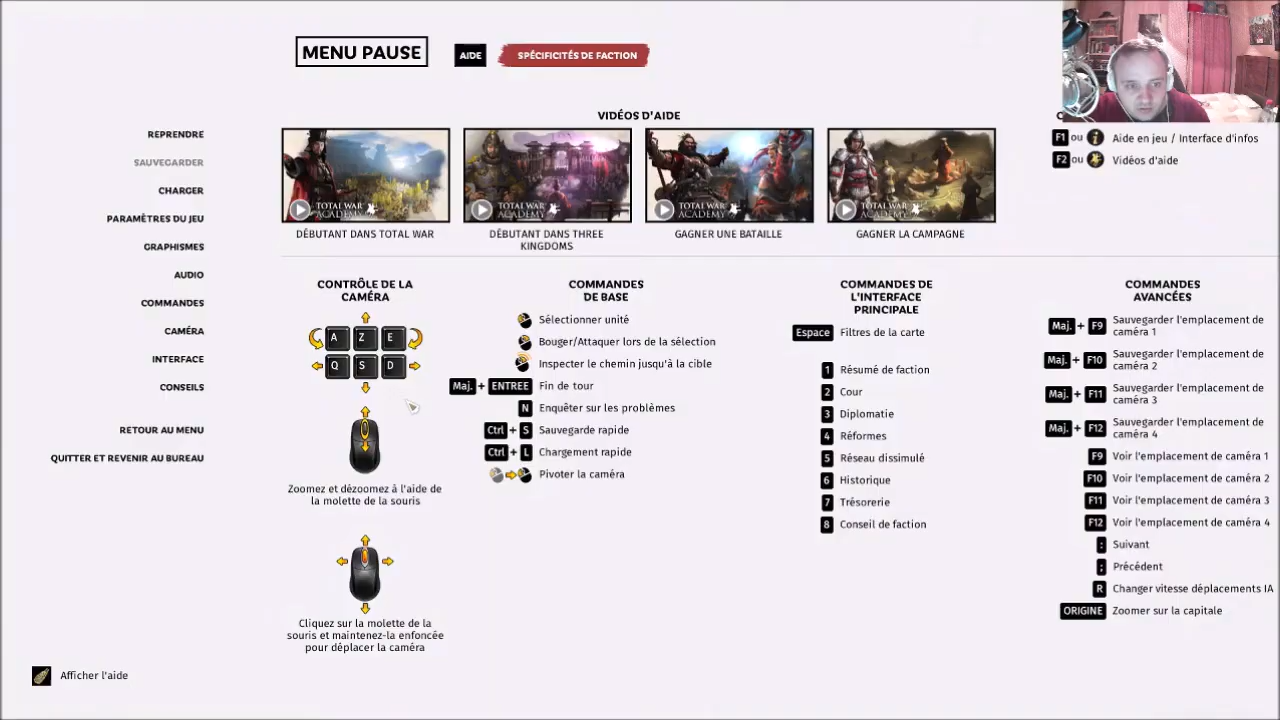 MENU PAUSE
AIDE
SPÉCIFICITÉS DE FACTION
REPRENDRE
SAUVEGARDER
CHARGER
PARAMÈTRES DU JEU
GRAPHISMES
AUDIO
COMMANDES
CAMÉRA
INTERFACE
CONSEILS
RETOUR AU MENU
QUITTER ET REVENIR AU BUREAU
VIDÉOS D'AIDE
TOTAL WAR
ACADEMY
DÉBUTANT DANS TOTAL WAR
TOTAL WAR
ACADEMY
DÉBUTANT DANS THREE
KINGDOMS
TOTAL WAR
ACADEMY
GAGNER UNE BATAILLE
TOTAL WAR
ACADEMY
GAGNER LA CAMPAGNE
F1 ou Aide en jeu / Interface d'infos
F2 ou Vidéos d'aide
CONTRÔLE DE LA
CAMÉRA
A Z E
Q S D
Zoomez et dézoomez à l'aide de
la molette de la souris
Cliquez sur la molette de la
souris et maintenez-la enfoncée
pour déplacer la caméra
COMMANDES
DE BASE
Sélectionner unité
Bouger/Attaquer lors de la sélection
Inspecter le chemin jusqu'à la cible
Maj. + ENTREE Fin de tour
N Enquêter sur les problèmes
Ctrl + S Sauvegarde rapide
Ctrl + L Chargement rapide
Pivoter la caméra
COMMANDES DE
L'INTERFACE
PRINCIPALE
Espace Filtres de la carte
1 Résumé de faction
2 Cour
3 Diplomatie
4 Réformes
5 Réseau dissimulé
6 Historique
7 Trésorerie
8 Conseil de faction
COMMANDES
AVANCÉES
Maj. + F9 Sauvegarder l'emplacement de
caméra 1
Maj. + F10 Sauvegarder l'emplacement de
caméra 2
Maj. + F11 Sauvegarder l'emplacement de
caméra 3
Maj. + F12 Sauvegarder l'emplacement de
caméra 4
F9 Voir l'emplacement de caméra 1
F10 Voir l'emplacement de caméra 2
F11 Voir l'emplacement de caméra 3
F12 Voir l'emplacement de caméra 4
: Suivant
; Précédent
R Changer vitesse déplacements IA
ORIGINE Zoomer sur la capitale
Afficher l'aide